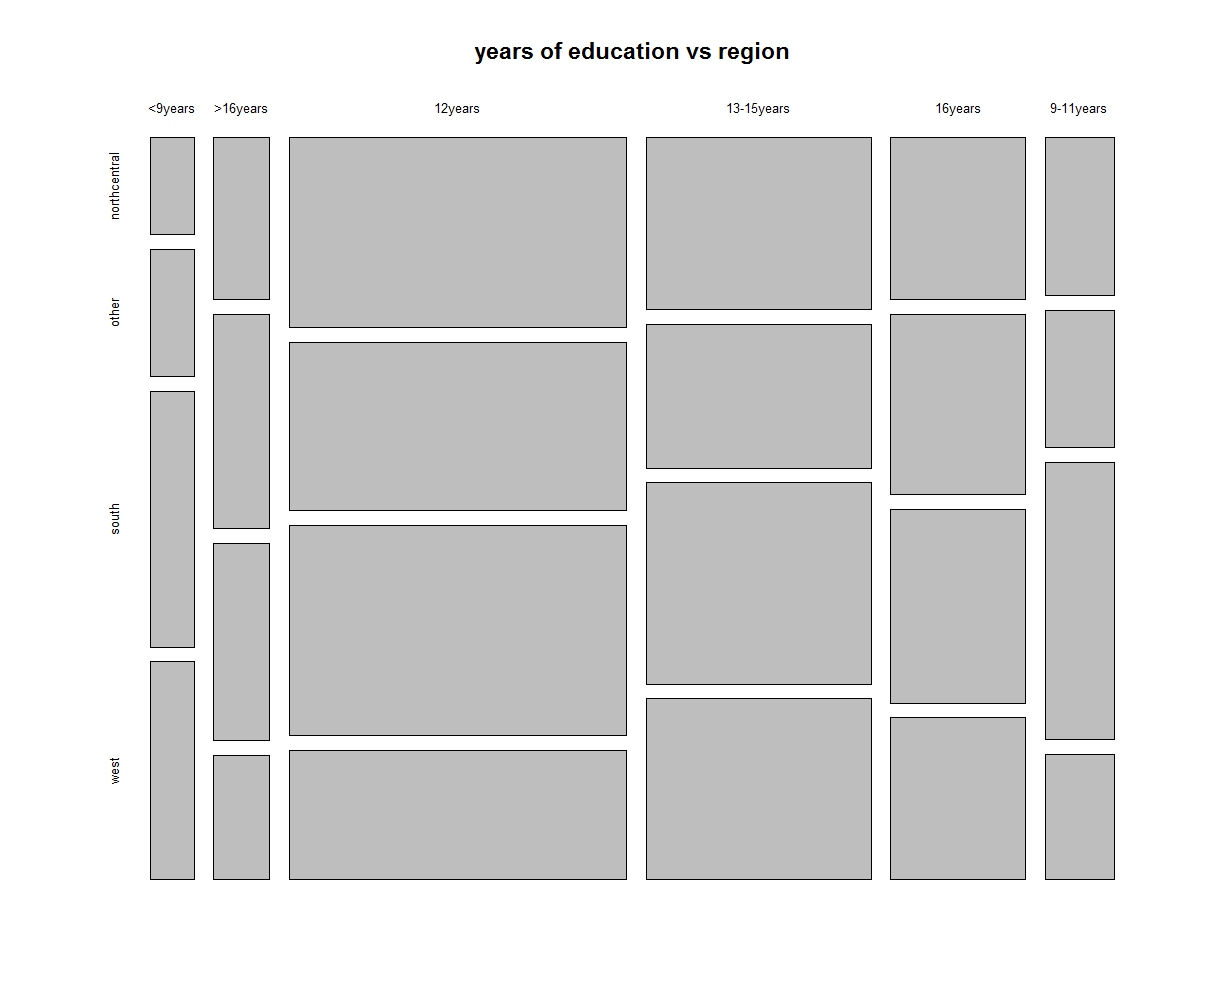 years of education vs region
<9years >16years 12years 13-15years 16years 9-11years
northcentral
other
south
west